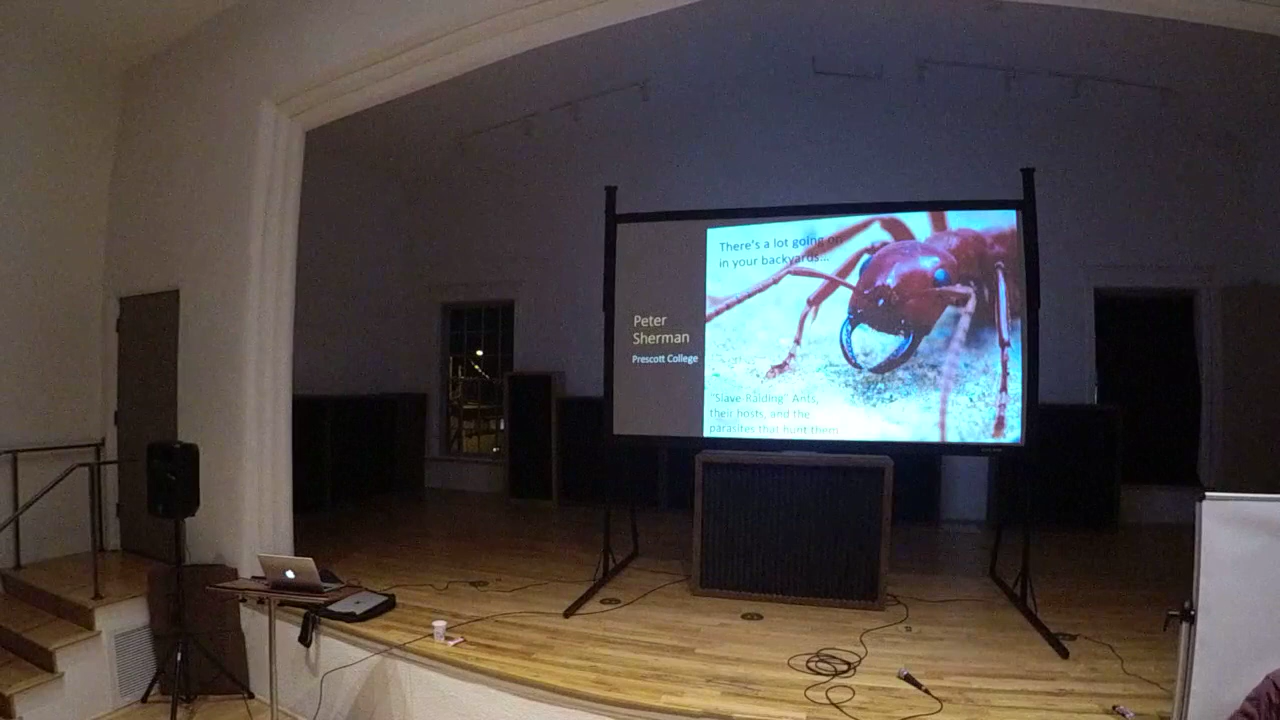 There's a lot going on
in your backyards...
Peter
Sherman
Prescott College
"Slave-Raiding" Ants,
their hosts, and the
parasites that hunt them